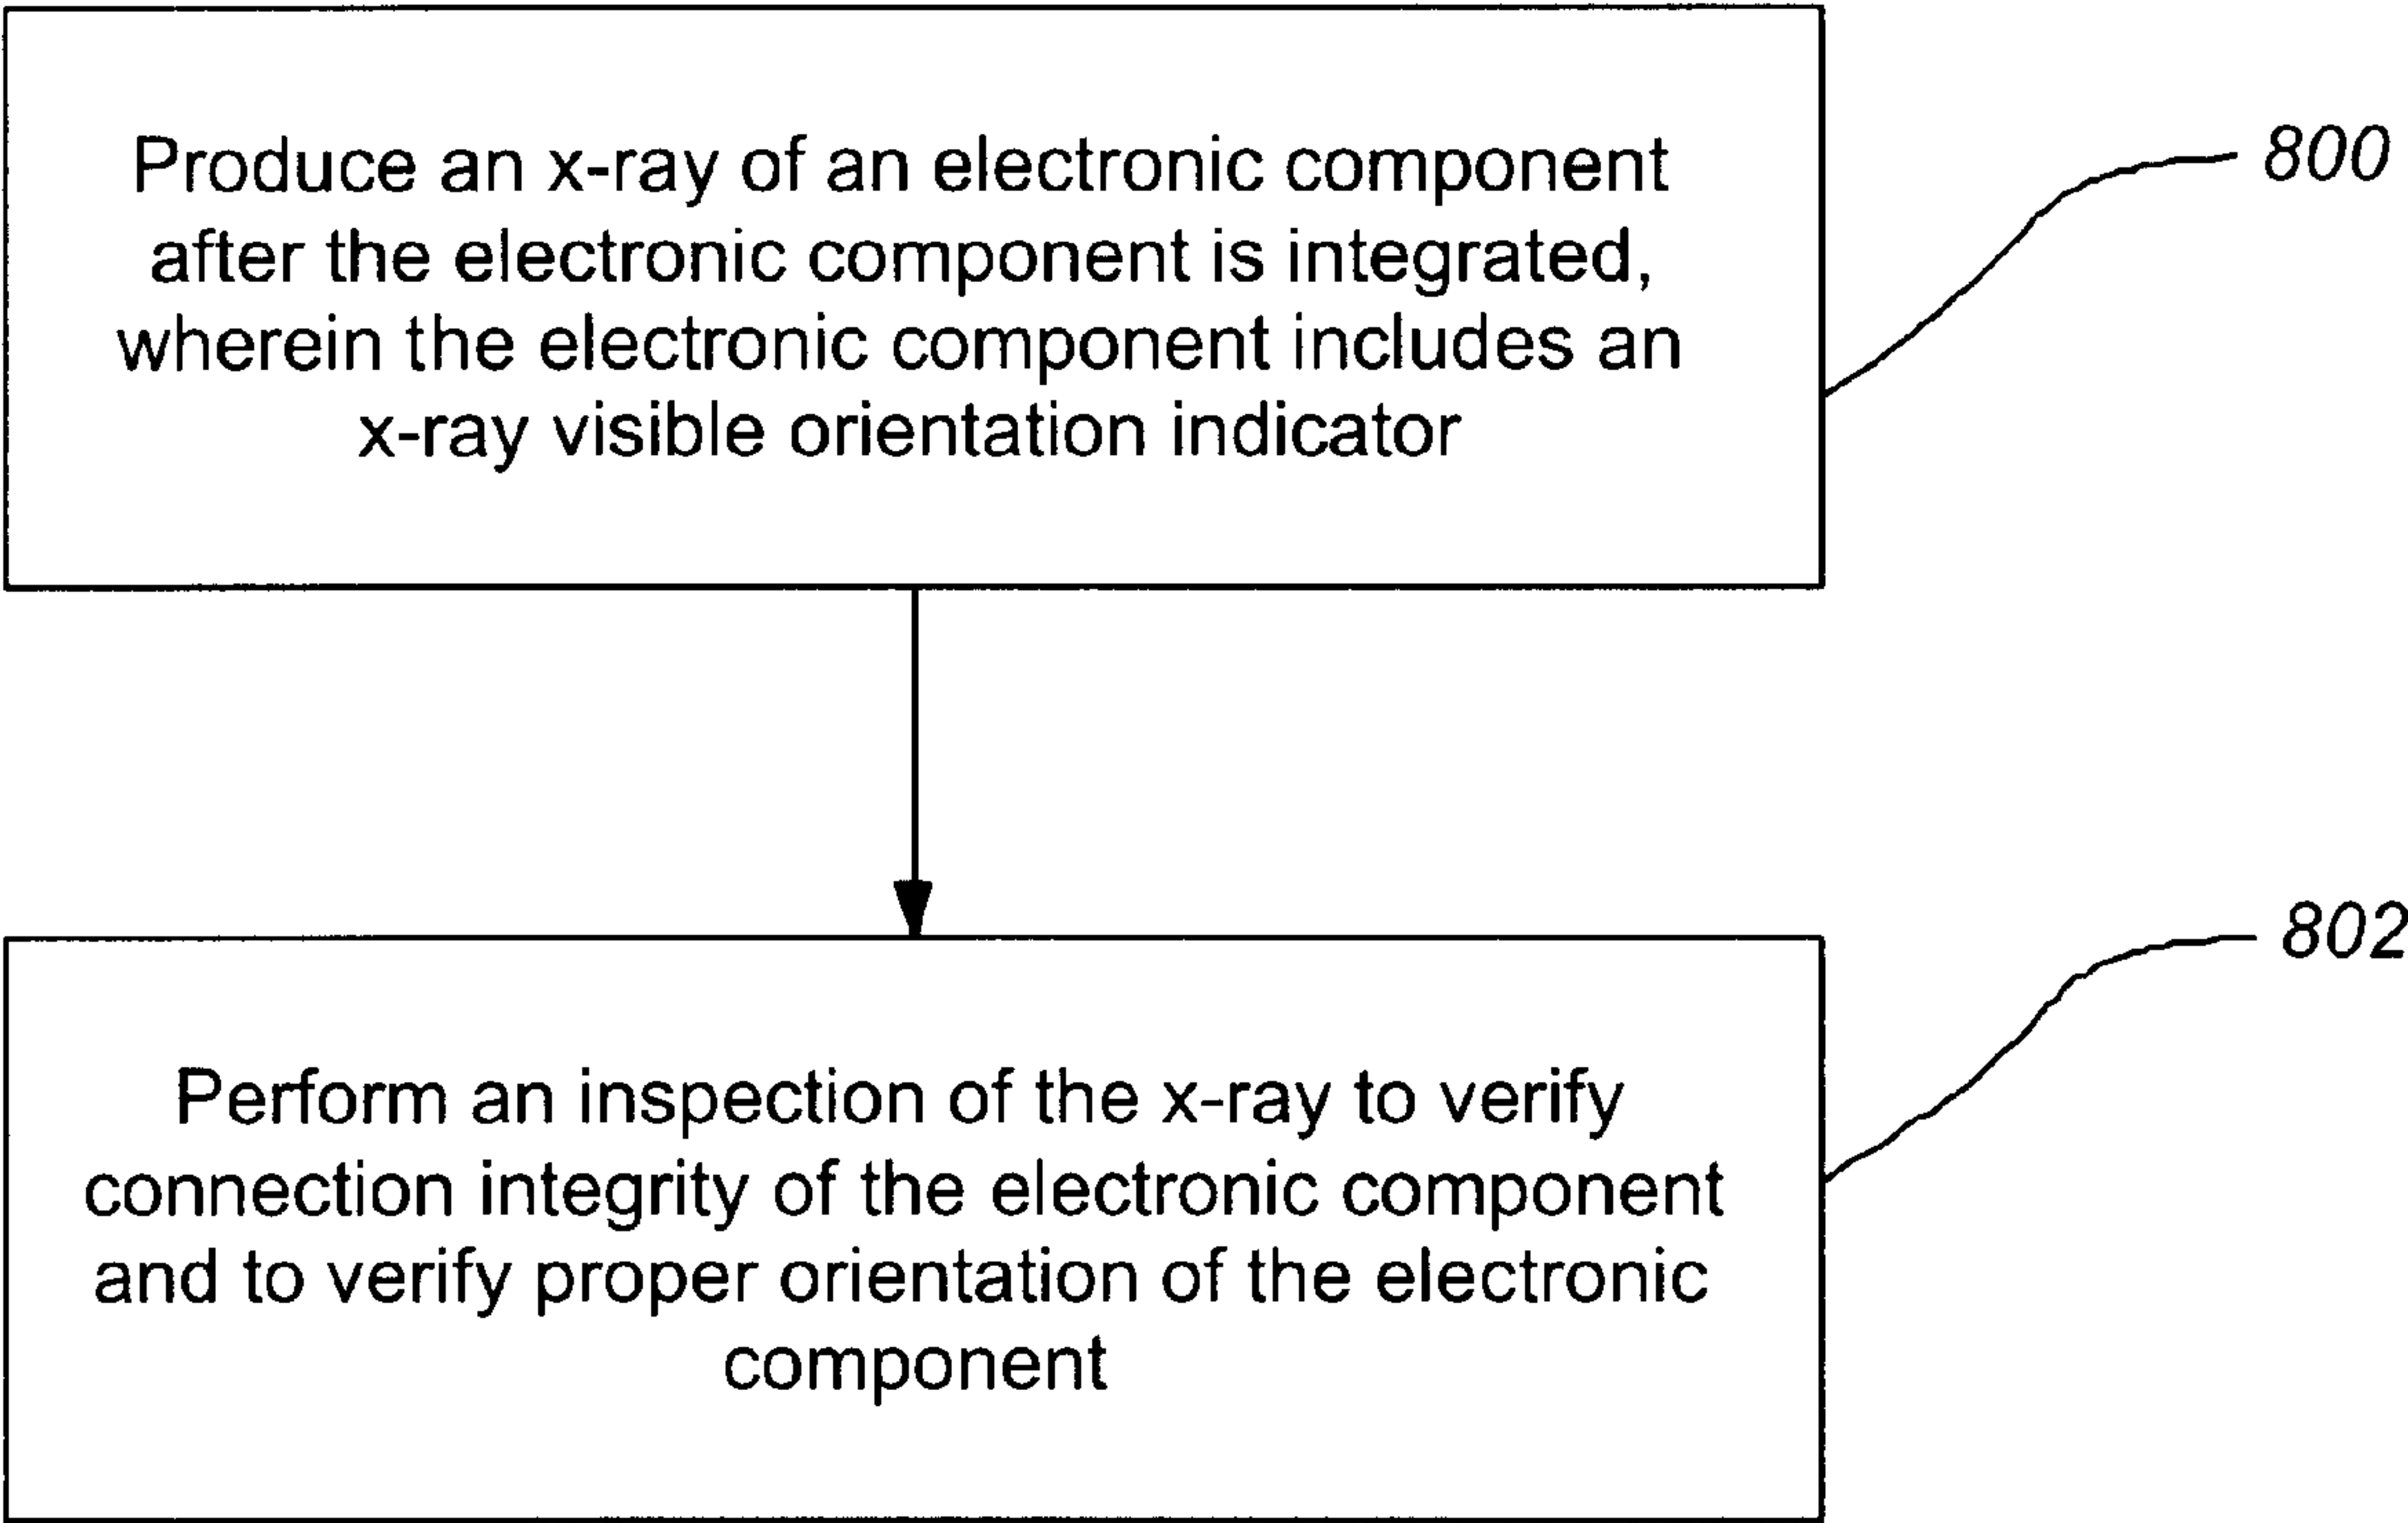 Produce an x-ray of an electronic component
after the electronic component is integrated,
wherein the electronic component includes an
x-ray visible orientation indicator
800
Perform an inspection of the x-ray to verify
connection integrity of the electronic component
and to verify proper orientation of the electronic
component
802